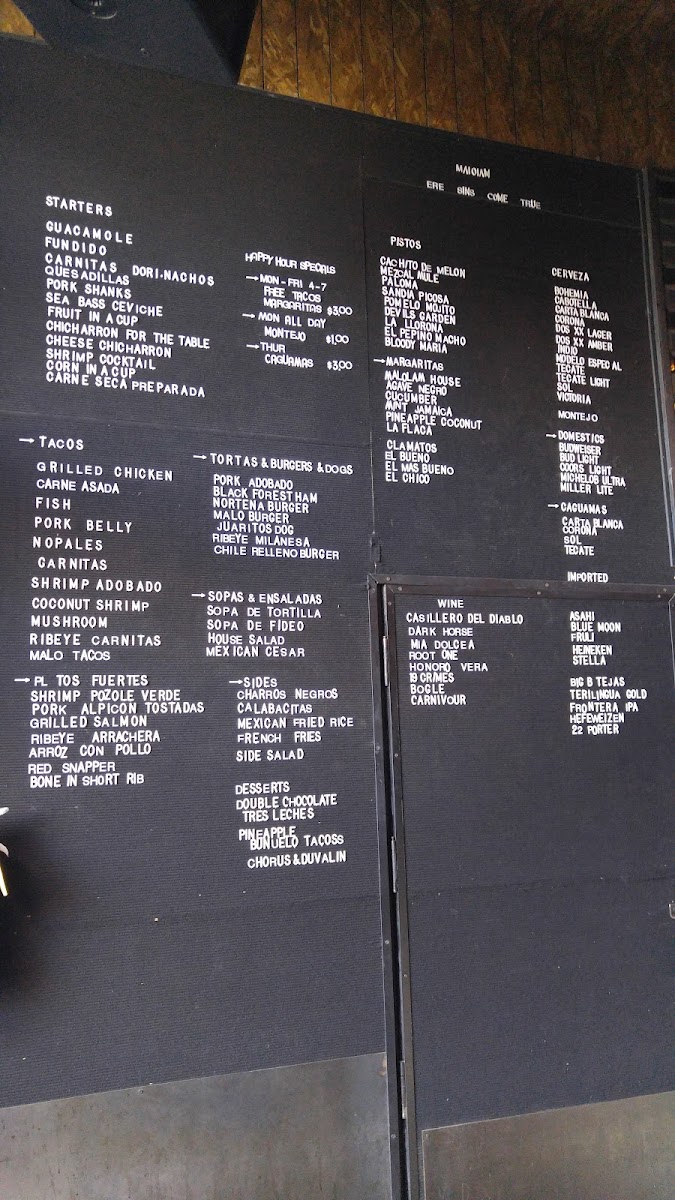 MAIOIAM
ERE SINS COME TRUE
STARTERS
GUACAMOLE
FUNDIDO
CARNITAS DORI-NACHOS
QUESADILLAS
PORK SHANKS
SEA BASS CEVICHE
FRUIT IN A CUP
CHICHARRON FOR THE TABLE
CHEESE CHICHARRON
SHRIMP COCKTAIL
CORN IN A CUP
CARNE SECA PREPARADA
HAPPY HOUR SPECIALS
→ MON-FRI 4-7
FREE TACOS
MARGARITAS $3.00
→ MON ALL DAY
MONTEJO $1.00
→ THUR
CAGUAMAS $3.00
→ TACOS
GRILLED CHICKEN
CARNE ASADA
FISH
PORK BELLY
NOPALES
CARNITAS
SHRIMP ADOBADO
COCONUT SHRIMP
MUSHROOM
RIBEYE CARNITAS
MALO TACOS
→ PL TOS FUERTES
SHRIMP POZOLE VERDE
PORK ALPICON TOSTADAS
GRILLED SALMON
RIBEYE ARRACHERA
ARROZ CON POLLO
RED SNAPPER
BONE IN SHORT RIB
→ TORTAS & BURGERS & DOGS
PORK ADOBADO
BLACK FOREST HAM
NORTENA BURGER
MALO BURGER
JUARITOS DOG
RIBEYE MILANESA
CHILE RELLENO BURGER
→ SOPAS & ENSALADAS
SOPA DE TORTILLA
SOPA DE FIDEO
HOUSE SALAD
MEXICAN CESAR
→ SIDES
CHARROS NEGROS
CALABACITAS
MEXICAN FRIED RICE
FRENCH FRIES
SIDE SALAD
DESSERTS
DOUBLE CHOCOLATE
TRES LECHES
PINEAPPLE
BUNUELO TACOSS
CHORUS & DUVALIN
PISTOS
CACHITO DE MELON
MEZCAL MULE
PALOMA
SANDIA PICOSA
POMELO MOJITO
DEVILS GARDEN
LA LLORONA
EL PEPINO MACHO
BLOODY MARIA
→ MARGARITAS
MALOLAM HOUSE
AGAVE NEGRO
CUCUMBER
MINT JAMAICA
PINEAPPLE COCONUT
LA FLACA
CLAMATOS
EL BUENO
EL MAS BUENO
EL CHICO
CERVEZA
BOHEMIA
CABOTELLA
CARTA BLANCA
CORONA
DOS XX LAGER
DOS XX AMBER
INDIO
MODELO ESPEC AL
TECATE
TECATE LIGHT
SOL
VICTORIA
MONTEJO
→ DOMESTICS
BUDWEISER
BUD LIGHT
COORS LIGHT
MICHELOB ULTRA
MILLER LITE
→ CAGUAMAS
CARTA BLANCA
CORONA
SOL
TECATE
IMPORTED
ASAHI
BLUE MOON
FRULI
HEINEKEN
STELLA
BIG B TEJAS
TERILINGUA GOLD
FRONTERA IPA
HEFEWEIZEN
22 PORTER
WINE
CASILLERO DEL DIABLO
DARK HORSE
MIA DOLCEA
ROOT ONE
HONORO VERA
19 CRIMES
BOGLE
CARNIVOUR